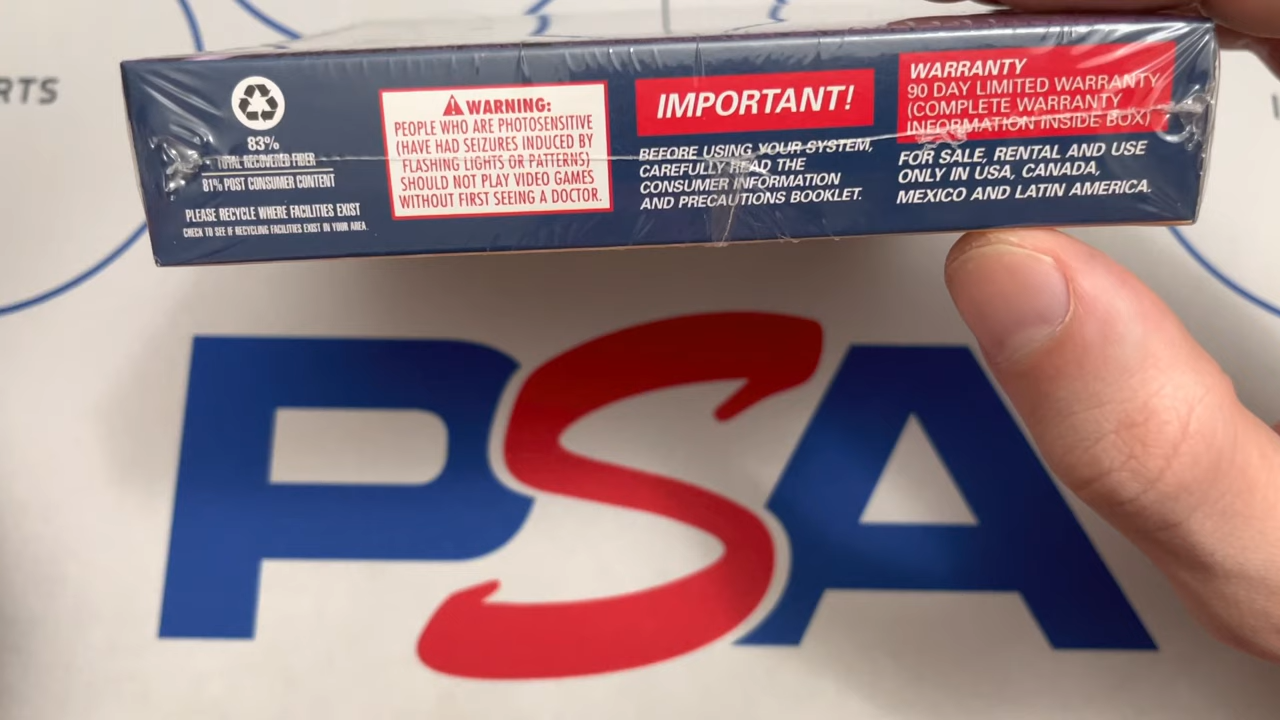 RTS
83%
TOTAL RECOVERED FIBER
81% POST CONSUMER CONTENT
PLEASE RECYCLE WHERE FACILITIES EXIST
CHECK TO SEE IF RECYCLING FACILITIES EXIST IN YOUR AREA.
WARNING:
PEOPLE WHO ARE PHOTOSENSITIVE
(HAVE HAD SEIZURES INDUCED BY
FLASHING LIGHTS OR PATTERNS)
SHOULD NOT PLAY VIDEO GAMES
WITHOUT FIRST SEEING A DOCTOR.
IMPORTANT!
BEFORE USING YOUR SYSTEM,
CAREFULLY READ THE
CONSUMER INFORMATION
AND PRECAUTIONS BOOKLET.
WARRANTY
90 DAY LIMITED WARRANTY
(COMPLETE WARRANTY
INFORMATION INSIDE BOX)
FOR SALE, RENTAL AND USE
ONLY IN USA, CANADA,
MEXICO AND LATIN AMERICA.
PSA